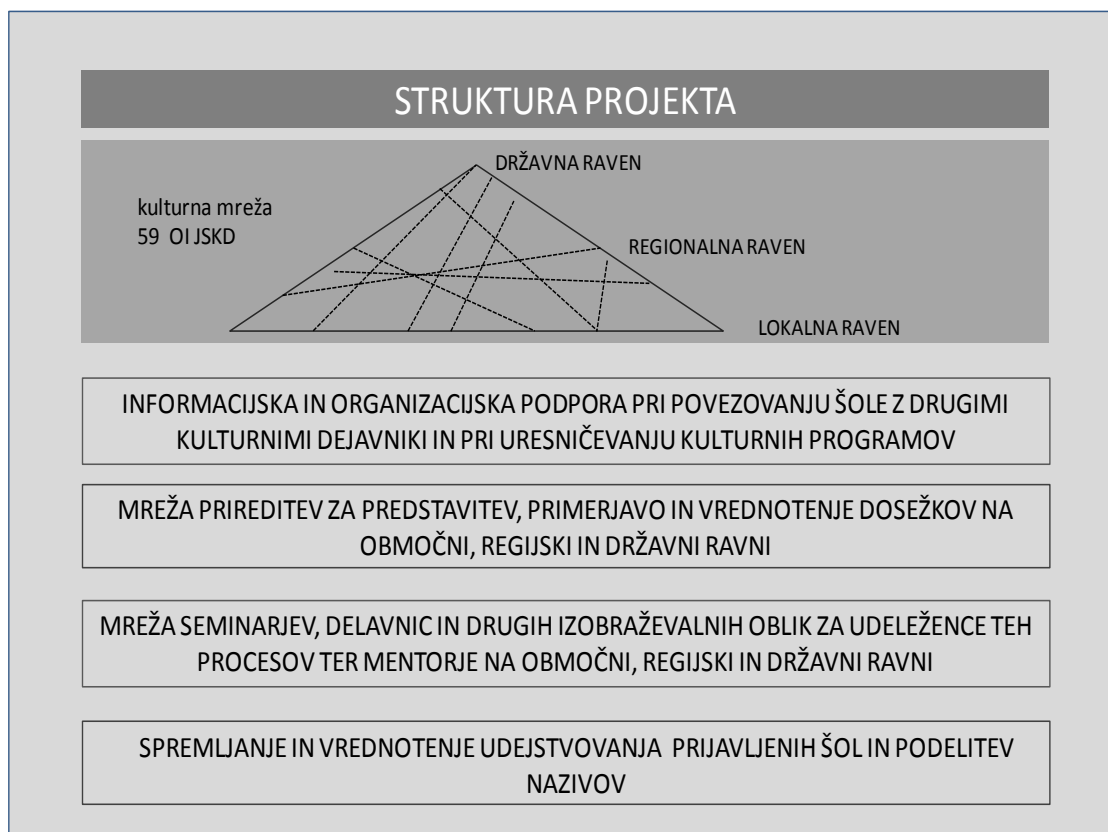 STRUKTURA PROJEKTA
DRŽAVNA RAVEN
kulturna mreža
59 OI JSKD
REGIONALNA RAVEN
LOKALNA RAVEN
INFORMACIJSKA IN ORGANIZACIJSKA PODPORA PRI POVEZOVANJU ŠOLE Z DRUGIMI
KULTURNIMI DEJAVNIKI IN PRI URESNIČEVANJU KULTURNIH PROGRAMOV
MREŽA PRIREDITEV ZA PREDSTAVITEV, PRIMERJAVO IN VREDNOTENJE DOSEŽKOV NA
OBMOČNI, REGIJSKI IN DRŽAVNI RAVNI
MREŽA SEMINARJEV, DELAVNIC IN DRUGIH IZOBRAŽEVALNIH OBLIK ZA UDELEŽENCE TEH
PROCESOV TER MENTORJE NA OBMOČNI, REGIJSKI IN DRŽAVNI RAVNI
SPREMLJANJE IN VREDNOTENJE UDEJSTVOVANJA PRIJAVLJENIH ŠOL IN PODELITEV
NAZIVOV